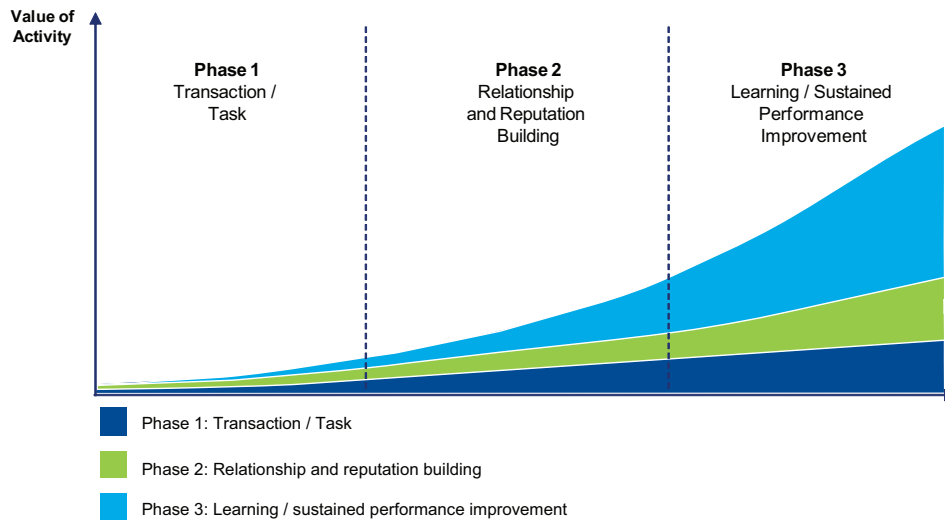 Value of
Activity
Phase 1
Transaction /
Task
Phase 2
Relationship
and Reputation
Building
Phase 3
Learning / Sustained
Performance
Improvement
Phase 1: Transaction / Task
Phase 2: Relationship and reputation building
Phase 3: Learning / sustained performance improvement